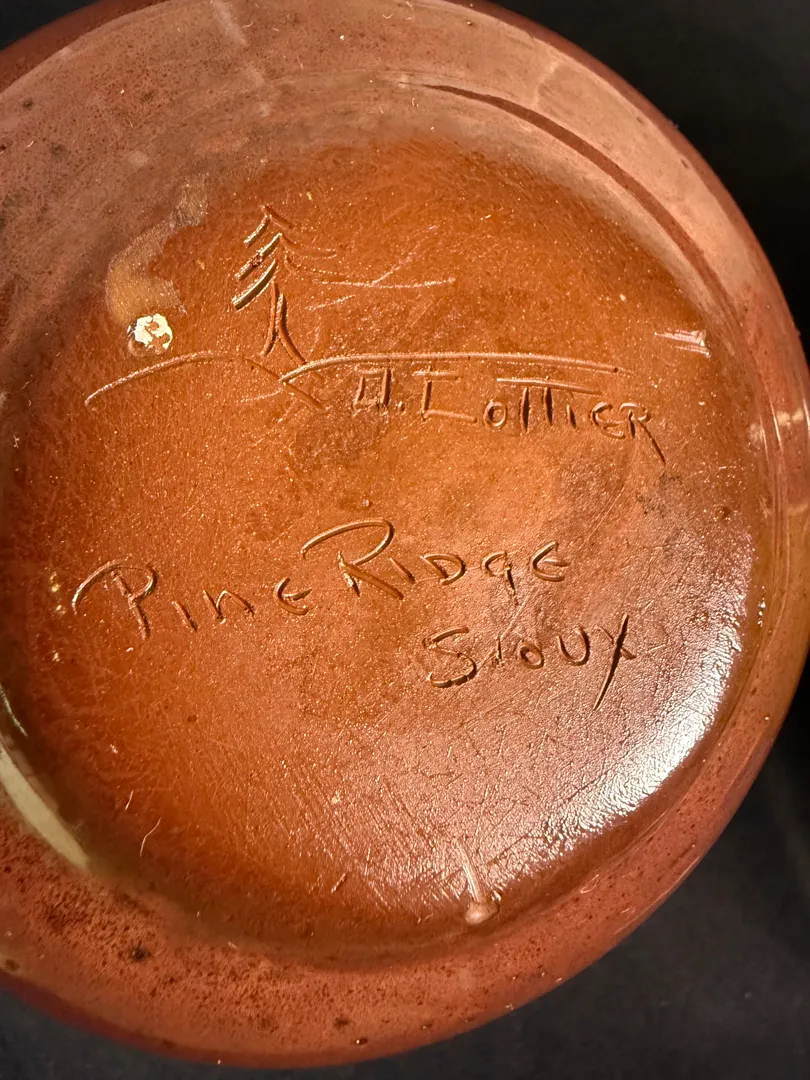 A. Cottier
Pine Ridge
Sioux